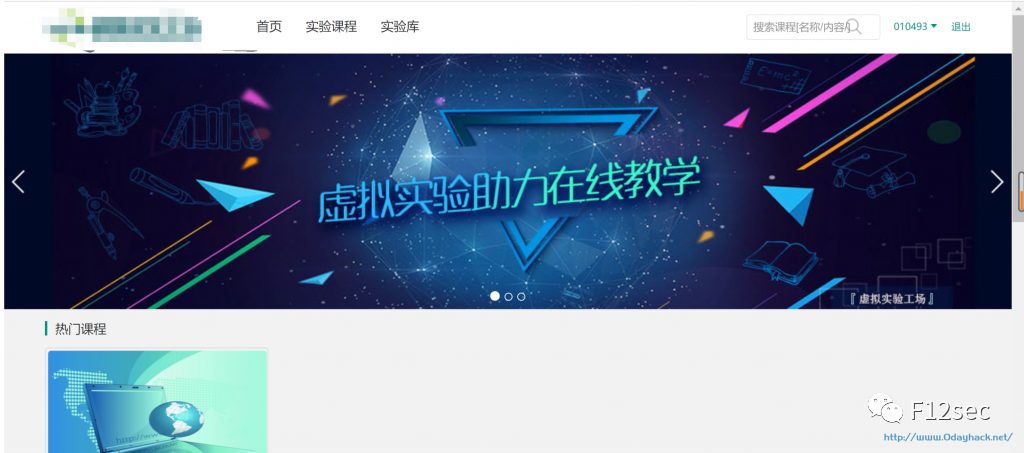 首页 实验课程 实验库 搜索课程[名称/内容/] 010493 退出
E=mc²
虚拟实验助力在线教学
『 虚拟实验工场 』
热门课程
F12sec
http://www.0dayhack.net/